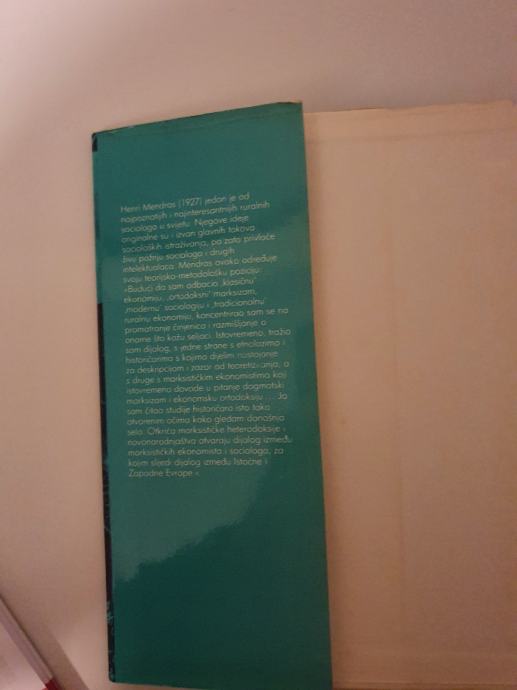 Henri Mendras (1927) jedan je od
najpoznatijih i najinteresantnijih ruralnih
sociologa u svijetu. Njegove ideje
originalne su i izvan glavnih tokova
socioloških istraživanja, pa zato privlače
živu pažnju sociologa i drugih
intelektualaca. Mendras ovako određuje
svoju teorijsko-metodološku poziciju:
»Budući da sam odbacio ‚klasičnu'
ekonomiju, ‚ortodoksni' marksizam,
‚modernu' sociologiju i ‚tradicionalnu'
ruralnu ekonomiju, koncentrirao sam se na
promatranje činjenica i razmišljanje o
onome što kažu seljaci. Istovremeno, tražio
sam dijalog, s jedne strane s etnolozima i
historičarima s kojima dijelim nastojanje
za deskripcijom i zazor od teoretiziranja, a
s druge s marksističkim ekonomistima koji
istovremeno dovode u pitanje dogmatski
marksizam i ekonomsku ortodoksiju ... Ja
sam čitao studije historičara isto tako
otvorenim očima kako gledam današnja
sela. Otkrića marksističke heterodoksije i
novonarodnjaštva otvaraju dijalog između
marksističkih ekonomista i sociologa, za
kojim slijedi dijalog između Istočne i
Zapadne Evrope.«